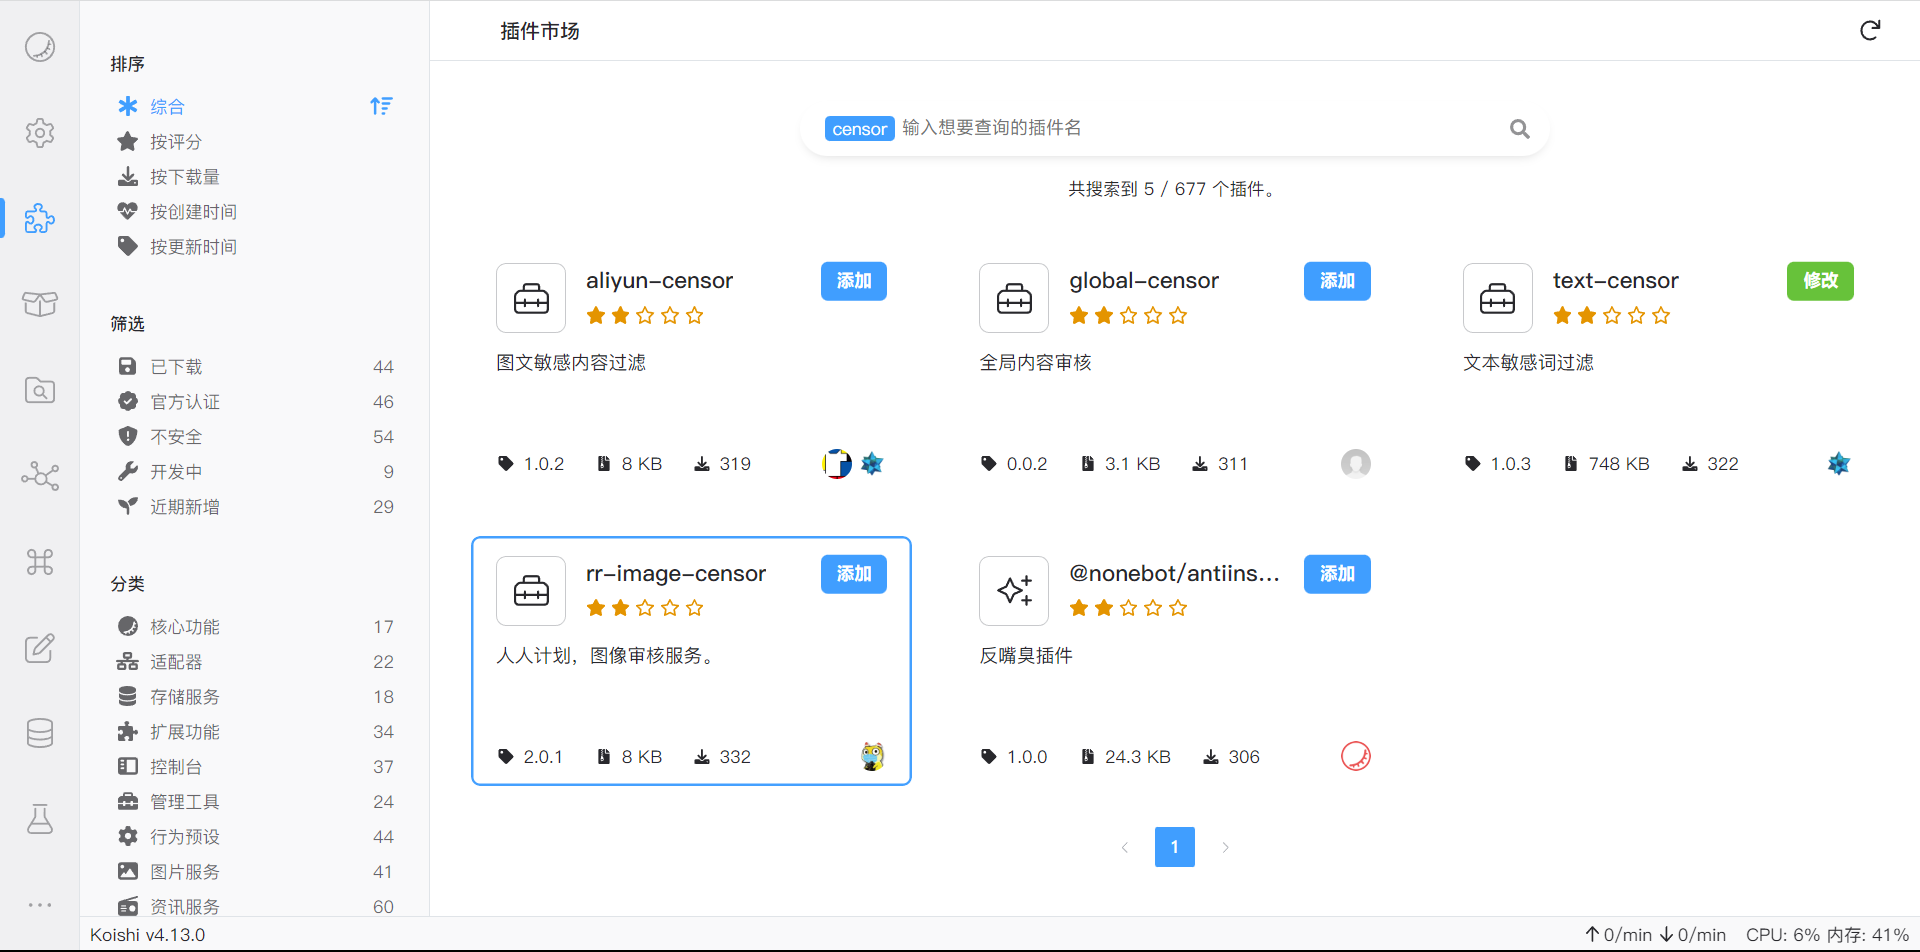 插件市场
排序
综合
按评分
按下载量
按创建时间
按更新时间
筛选
已下载 44
官方认证 46
不安全 54
开发中 9
近期新增 29
分类
核心功能 17
适配器 22
存储服务 18
扩展功能 34
控制台 37
管理工具 24
行为预设 44
图片服务 41
资讯服务 60
censor 输入想要查询的插件名
共搜索到 5 / 677 个插件。
aliyun-censor 添加
图文敏感内容过滤
1.0.2 8 KB 319
global-censor 添加
全局内容审核
0.0.2 3.1 KB 311
text-censor 修改
文本敏感词过滤
1.0.3 748 KB 322
rr-image-censor 添加
人人计划，图像审核服务。
2.0.1 8 KB 332
@nonebot/antiins... 添加
反嘴臭插件
1.0.0 24.3 KB 306
1
Koishi v4.13.0
0/min 0/min CPU: 6% 内存: 41%